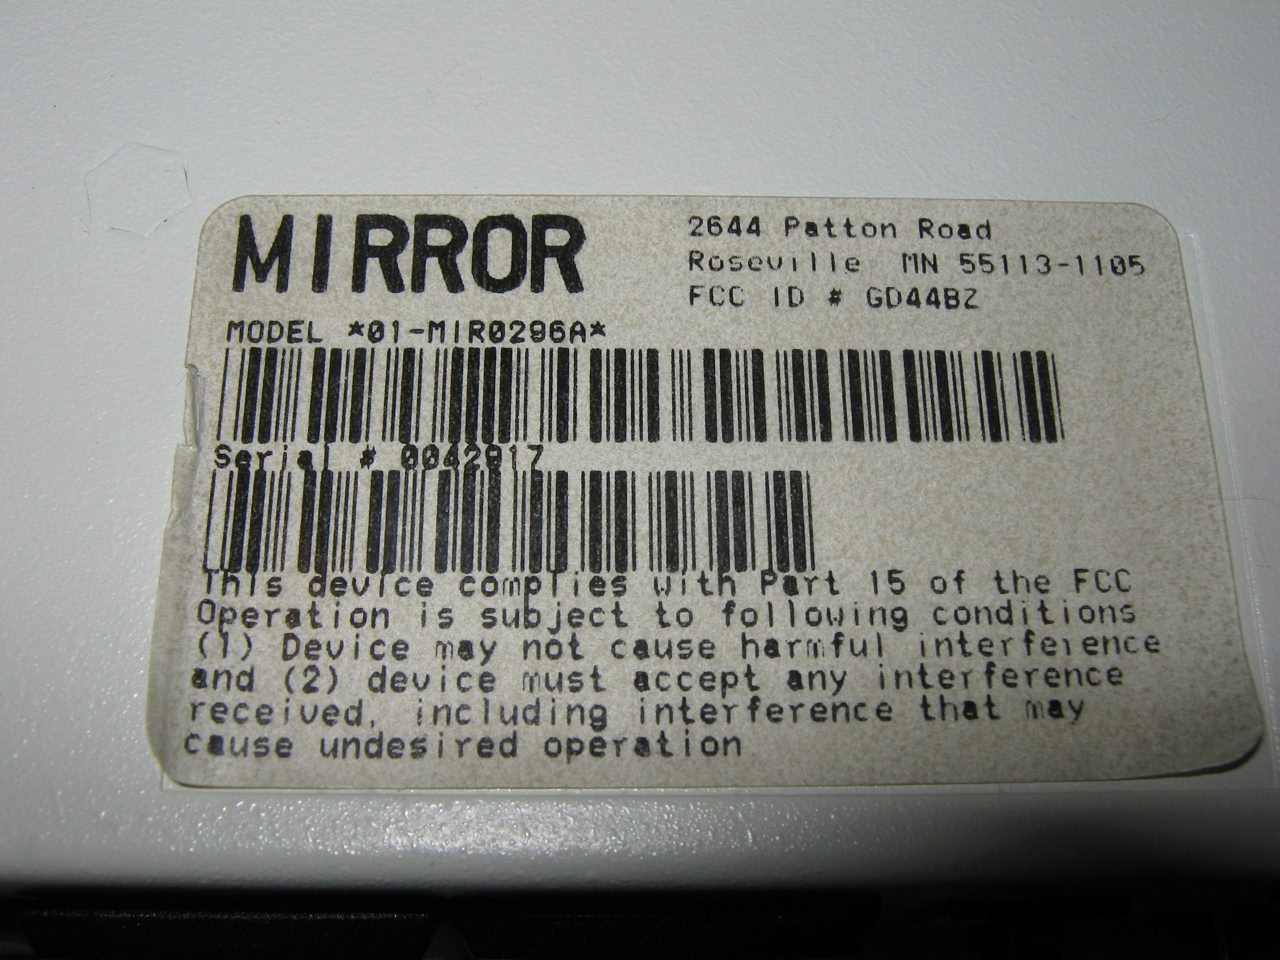 MIRROR
2644 Patton Road
Roseville MN 55113-1105
FCC ID # GD44BZ
MODEL *01-MIR0296A*
Serial # 0042917
This device complies with Part 15 of the FCC
Operation is subject to following conditions
(1) Device may not cause harmful interference
and (2) device must accept any interference
received, including interference that may
cause undesired operation